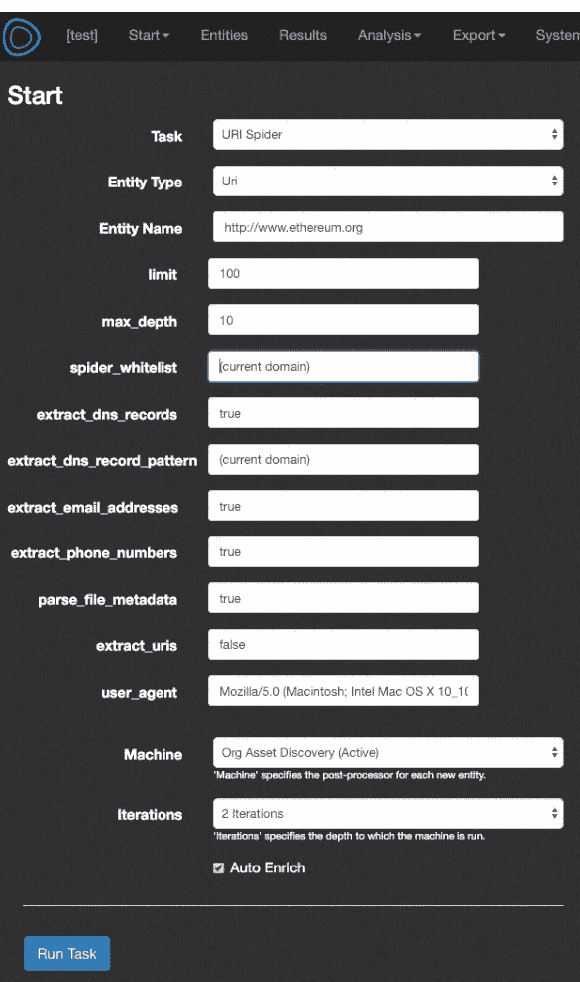 [test] Start Entities Results Analysis Export System
Start
Task URI Spider
Entity Type Uri
Entity Name http://www.ethereum.org
limit 100
max_depth 10
spider_whitelist (current domain)
extract_dns_records true
extract_dns_record_pattern (current domain)
extract_email_addresses true
extract_phone_numbers true
parse_file_metadata true
extract_uris false
user_agent Mozilla/5.0 (Macintosh; Intel Mac OS X 10_10
Machine Org Asset Discovery (Active)
'Machine' specifies the post-processor for each new entity.
Iterations 2 Iterations
'Iterations' specifies the depth to which the machine is run.
Auto Enrich
Run Task